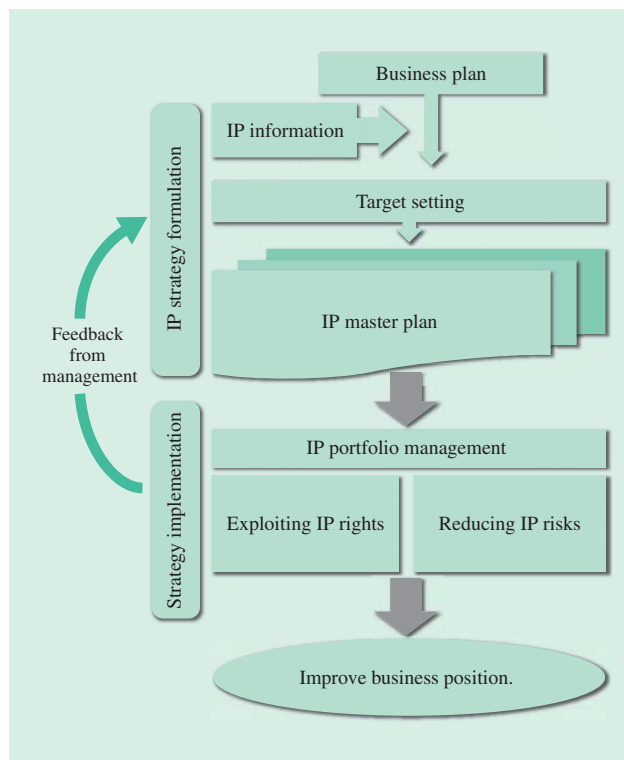 Business plan
IP information
IP strategy formulation
Target setting
IP master plan
Feedback
from
management
Strategy implementation
IP portfolio management
Exploiting IP rights
Reducing IP risks
Improve business position.